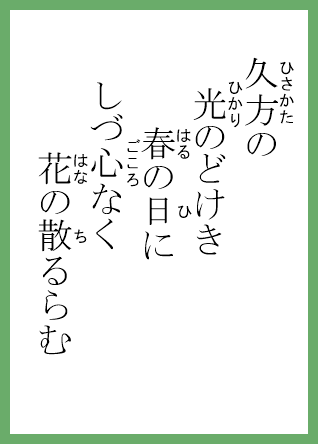 久方の
光のどけき
春の日に
しづ心なく
花の散るらむ
ひさかた
ひかり
はる
ひ
ごころ
はな
ち